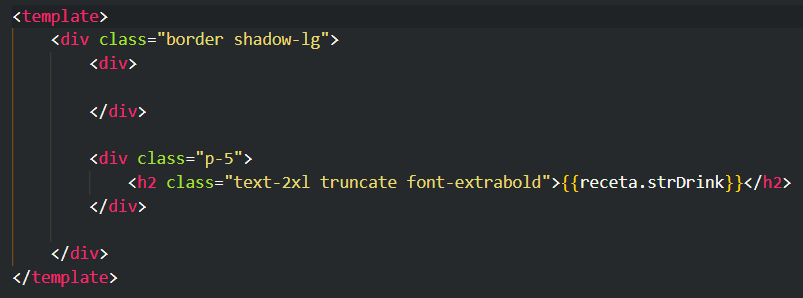 <template>
<div class="border shadow-lg">
<div>
</div>
<div class="p-5">
<h2 class="text-2xl truncate font-extrabold">{{receta.strDrink}}</h2>
</div>
</div>
</template>